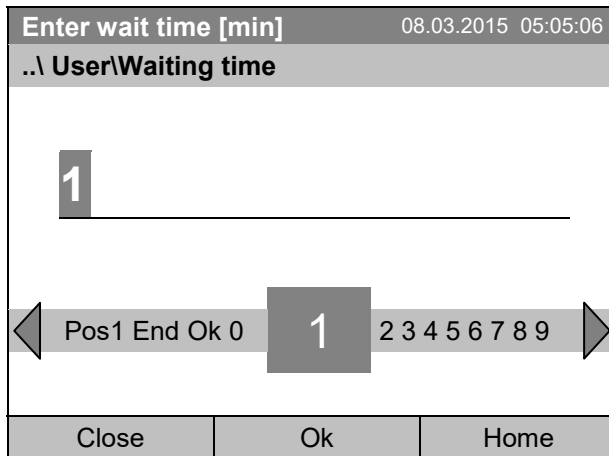 Enter wait time [min] 08.03.2015 05:05:06
..\ User\Waiting time
1
Pos1 End Ok 0 1 2 3 4 5 6 7 8 9
Close Ok Home